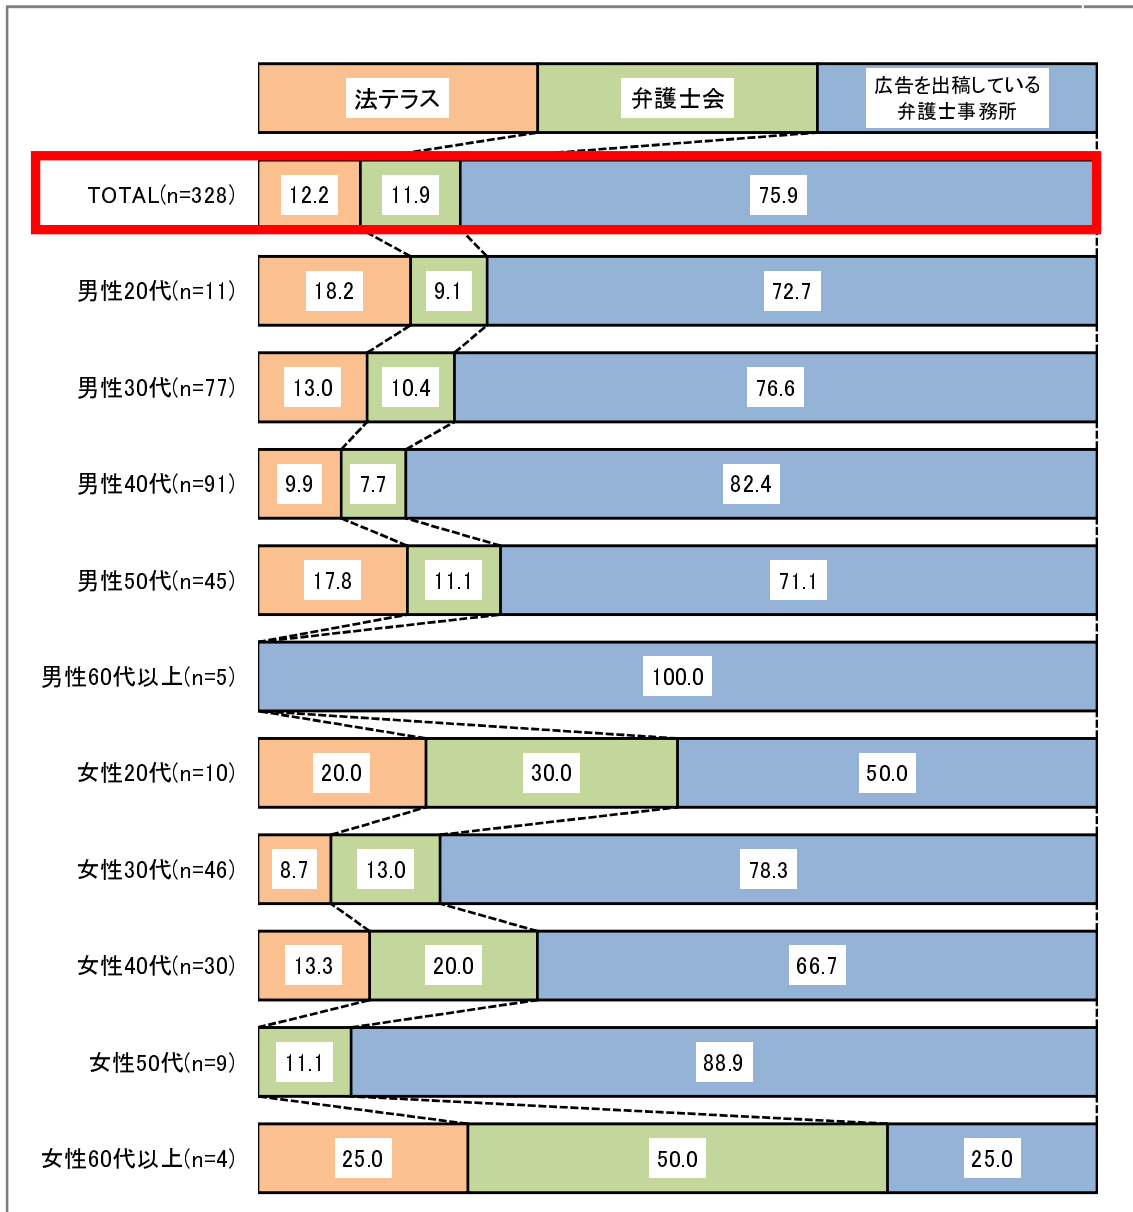 法テラス 弁護士会 広告を出稿している
弁護士事務所
TOTAL(n=328) 12.2 11.9 75.9
男性20代(n=11) 18.2 9.1 72.7
男性30代(n=77) 13.0 10.4 76.6
男性40代(n=91) 9.9 7.7 82.4
男性50代(n=45) 17.8 11.1 71.1
男性60代以上(n=5) 100.0
女性20代(n=10) 20.0 30.0 50.0
女性30代(n=46) 8.7 13.0 78.3
女性40代(n=30) 13.3 20.0 66.7
女性50代(n=9) 11.1 88.9
女性60代以上(n=4) 25.0 50.0 25.0